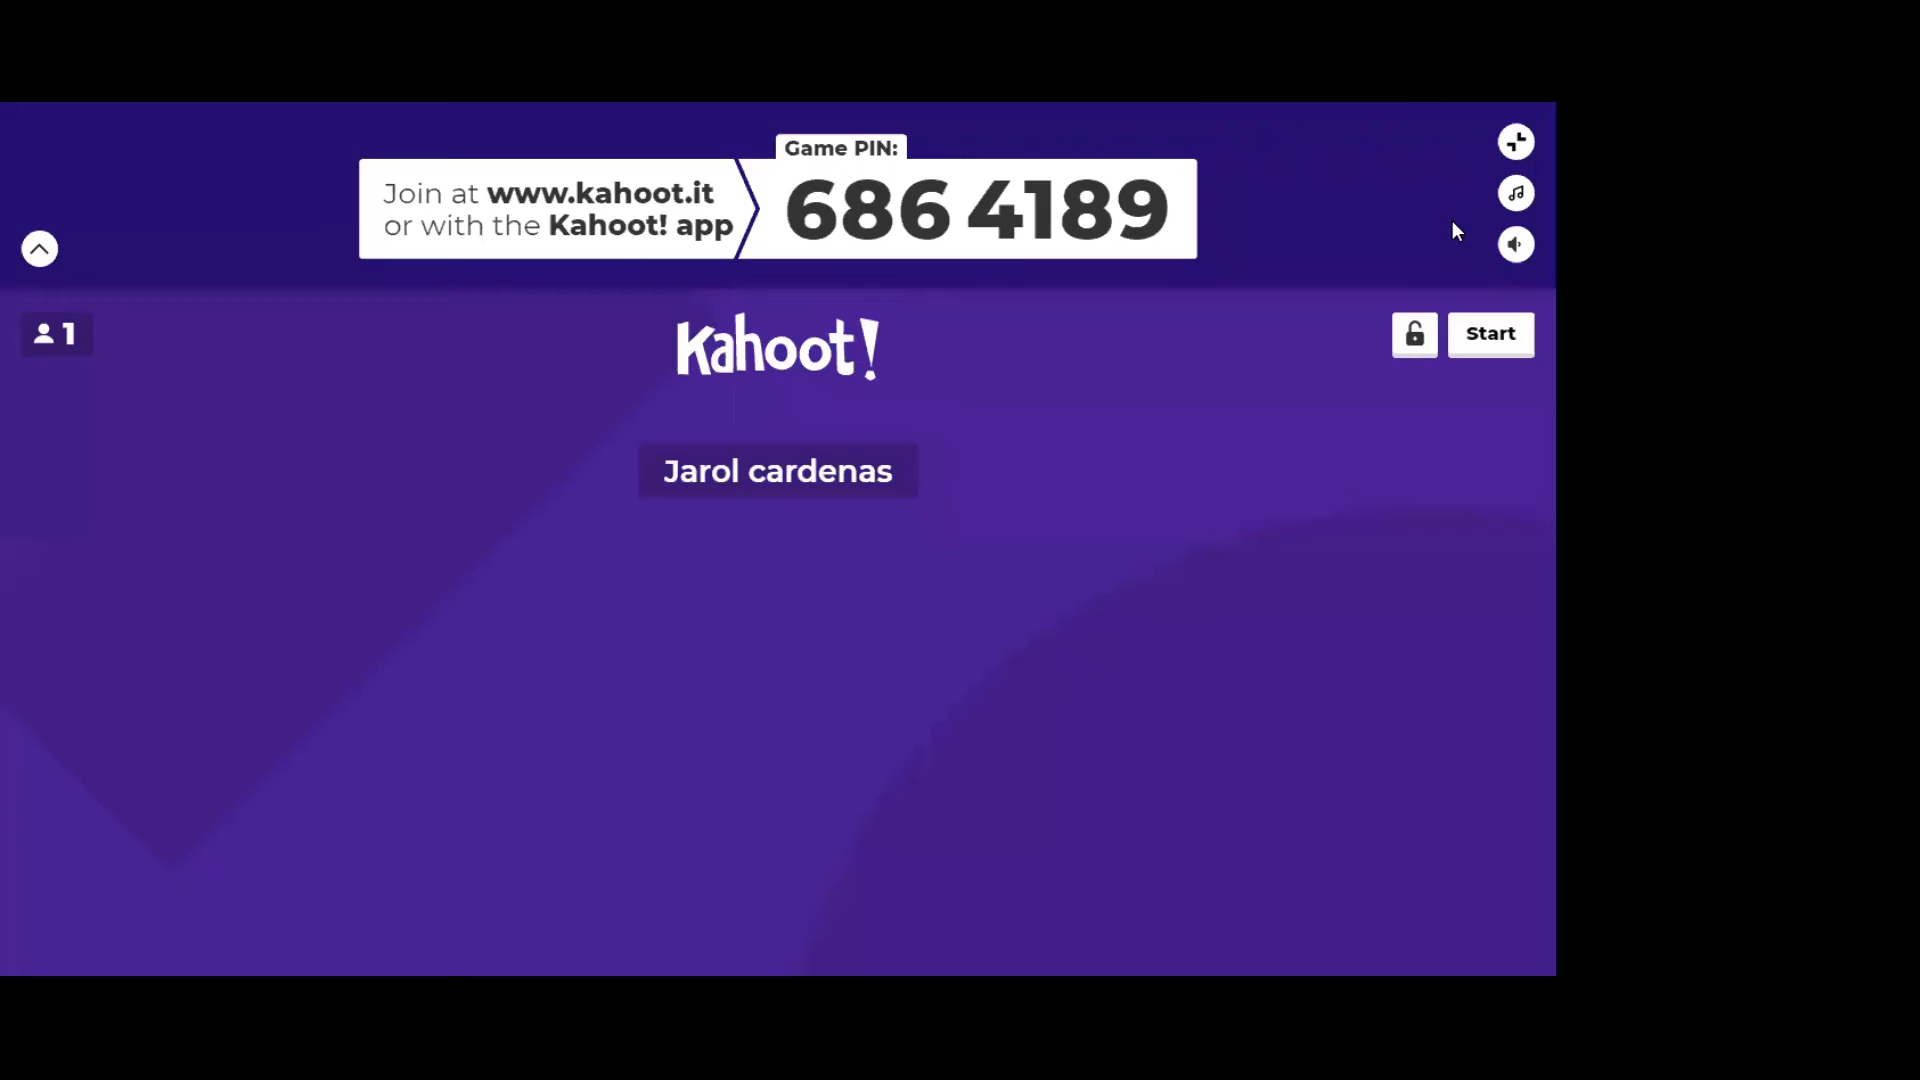 Game PIN:
Join at www.kahoot.it
or with the Kahoot! app
686 4189
1
Kahoot!
Start
Jarol cardenas